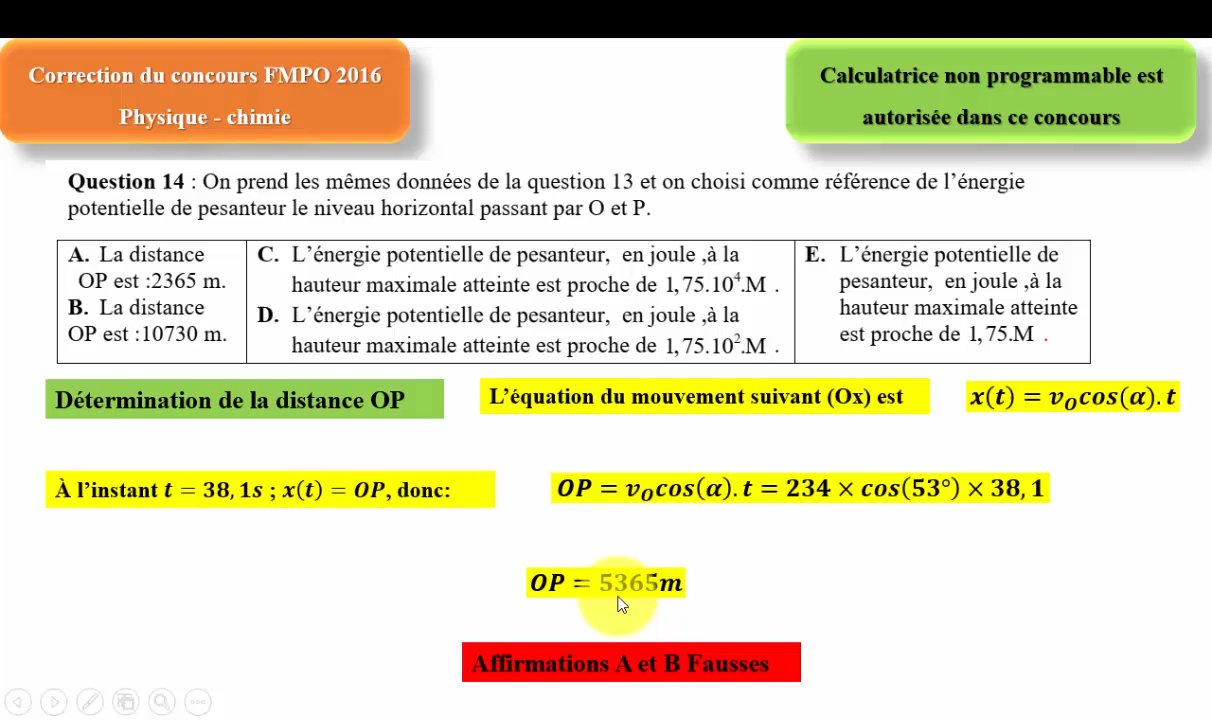 Correction du concours FMPO 2016
Physique - chimie
Calculatrice non programmable est
autorisée dans ce concours
Question 14 : On prend les mêmes données de la question 13 et on choisi comme référence de l'énergie
potentielle de pesanteur le niveau horizontal passant par O et P.
A. La distance
OP est :2365 m.
B. La distance
OP est :10730 m.
C. L'énergie potentielle de pesanteur, en joule ,à la
hauteur maximale atteinte est proche de 1,75.10⁴.M .
D. L'énergie potentielle de pesanteur, en joule ,à la
hauteur maximale atteinte est proche de 1,75.10².M .
E. L'énergie potentielle de
pesanteur, en joule ,à la
hauteur maximale atteinte
est proche de 1,75.M .
Détermination de la distance OP
L'équation du mouvement suivant (Ox) est
x(t) = v_O cos(α). t
À l'instant t = 38,1s ; x(t) = OP, donc:
OP = v_O cos(α). t = 234 × cos(53°) × 38,1
OP = 5365m
Affirmations A et B Fausses